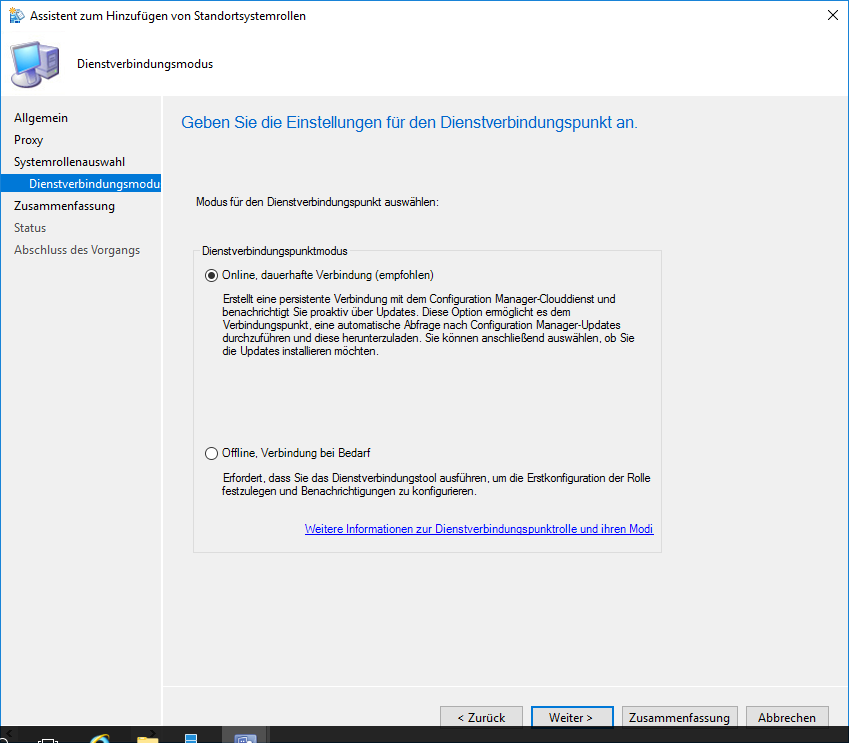 Assistent zum Hinzufügen von Standortsystemrollen
Dienstverbindungsmodus
Allgemein
Proxy
Systemrollenauswahl
Dienstverbindungsmodu
Zusammenfassung
Status
Abschluss des Vorgangs
Geben Sie die Einstellungen für den Dienstverbindungspunkt an.
Modus für den Dienstverbindungspunkt auswählen:
Dienstverbindungspunktmodus
Online, dauerhafte Verbindung (empfohlen)
Erstellt eine persistente Verbindung mit dem Configuration Manager-Clouddienst und
benachrichtigt Sie proaktiv über Updates. Diese Option ermöglicht es dem
Verbindungspunkt, eine automatische Abfrage nach Configuration Manager-Updates
durchzuführen und diese herunterzuladen. Sie können anschließend auswählen, ob Sie
die Updates installieren möchten.
Offline, Verbindung bei Bedarf
Erfordert, dass Sie das Dienstverbindungstool ausführen, um die Erstkonfiguration der Rolle
festzulegen und Benachrichtigungen zu konfigurieren.
Weitere Informationen zur Dienstverbindungspunktrolle und ihren Modi
< Zurück
Weiter >
Zusammenfassung
Abbrechen